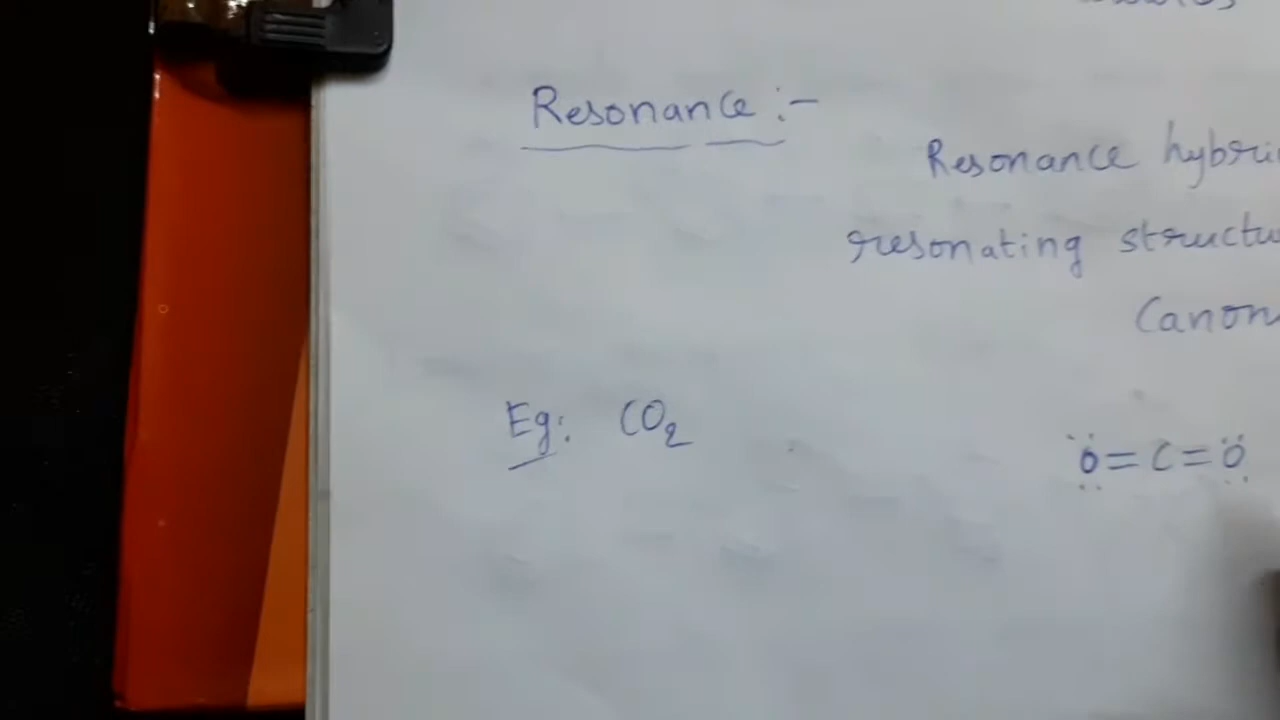 Resonance :-
Resonance
resonating
Eg: CO₂
:Ö=C=Ö: